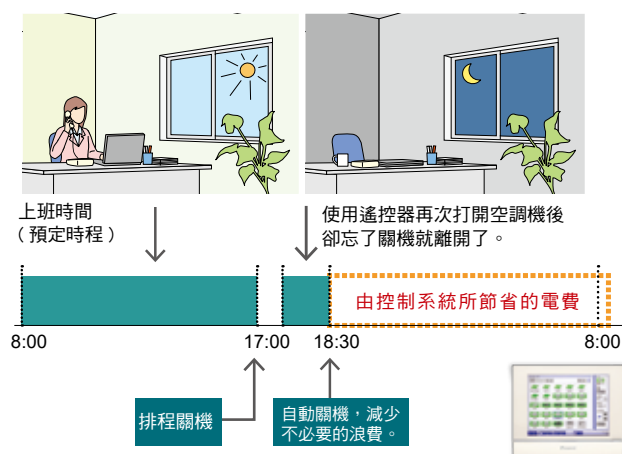 上班時間
（預定時程）
使用遙控器再次打開空調機後
卻忘了關機就離開了。
由控制系統所節省的電費
8:00
17:00
18:30
8:00
排程關機
自動關機，減少
不必要的浪費。